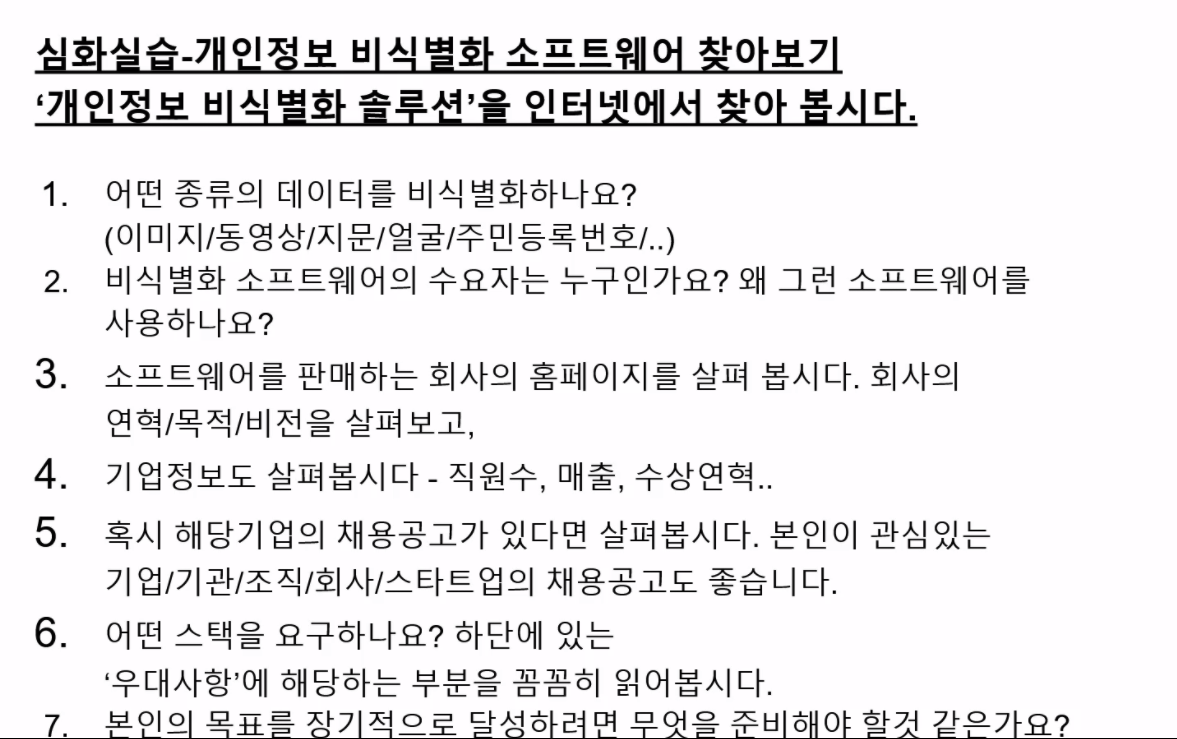 심화실습-개인정보 비식별화 소프트웨어 찾아보기
‘개인정보 비식별화 솔루션’을 인터넷에서 찾아 봅시다.
1. 어떤 종류의 데이터를 비식별화하나요?
(이미지/동영상/지문/얼굴/주민등록번호/..)
2. 비식별화 소프트웨어의 수요자는 누구인가요? 왜 그런 소프트웨어를
사용하나요?
3. 소프트웨어를 판매하는 회사의 홈페이지를 살펴 봅시다. 회사의
연혁/목적/비전을 살펴보고,
4. 기업정보도 살펴봅시다 - 직원수, 매출, 수상연혁..
5. 혹시 해당기업의 채용공고가 있다면 살펴봅시다. 본인이 관심있는
기업/기관/조직/회사/스타트업의 채용공고도 좋습니다.
6. 어떤 스택을 요구하나요? 하단에 있는
‘우대사항’에 해당하는 부분을 꼼꼼히 읽어봅시다.
7. 본인의 목표를 장기적으로 달성하려면 무엇을 준비해야 할것 같은가요?